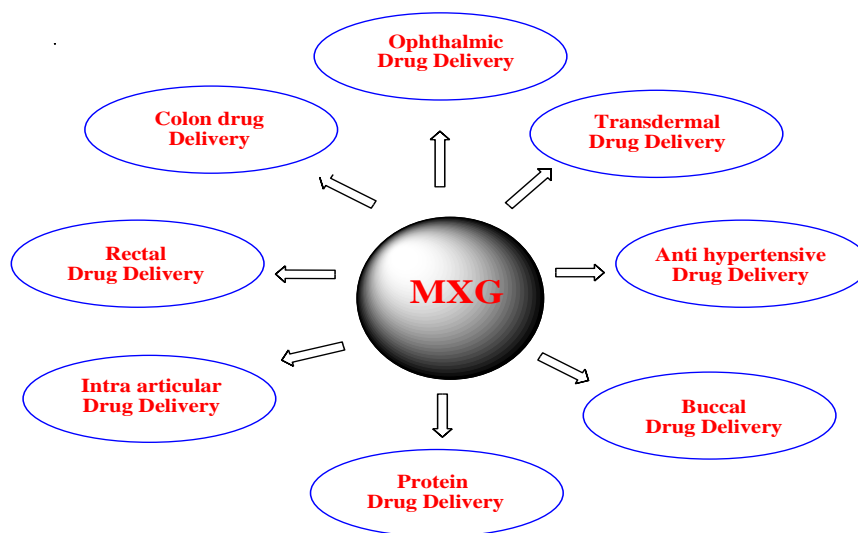 Ophthalmic
Drug Delivery
Colon drug
Delivery
Transdermal
Drug Delivery
Rectal
Drug Delivery
MXG
Anti hypertensive
Drug Delivery
Intra articular
Drug Delivery
Buccal
Drug Delivery
Protein
Drug Delivery